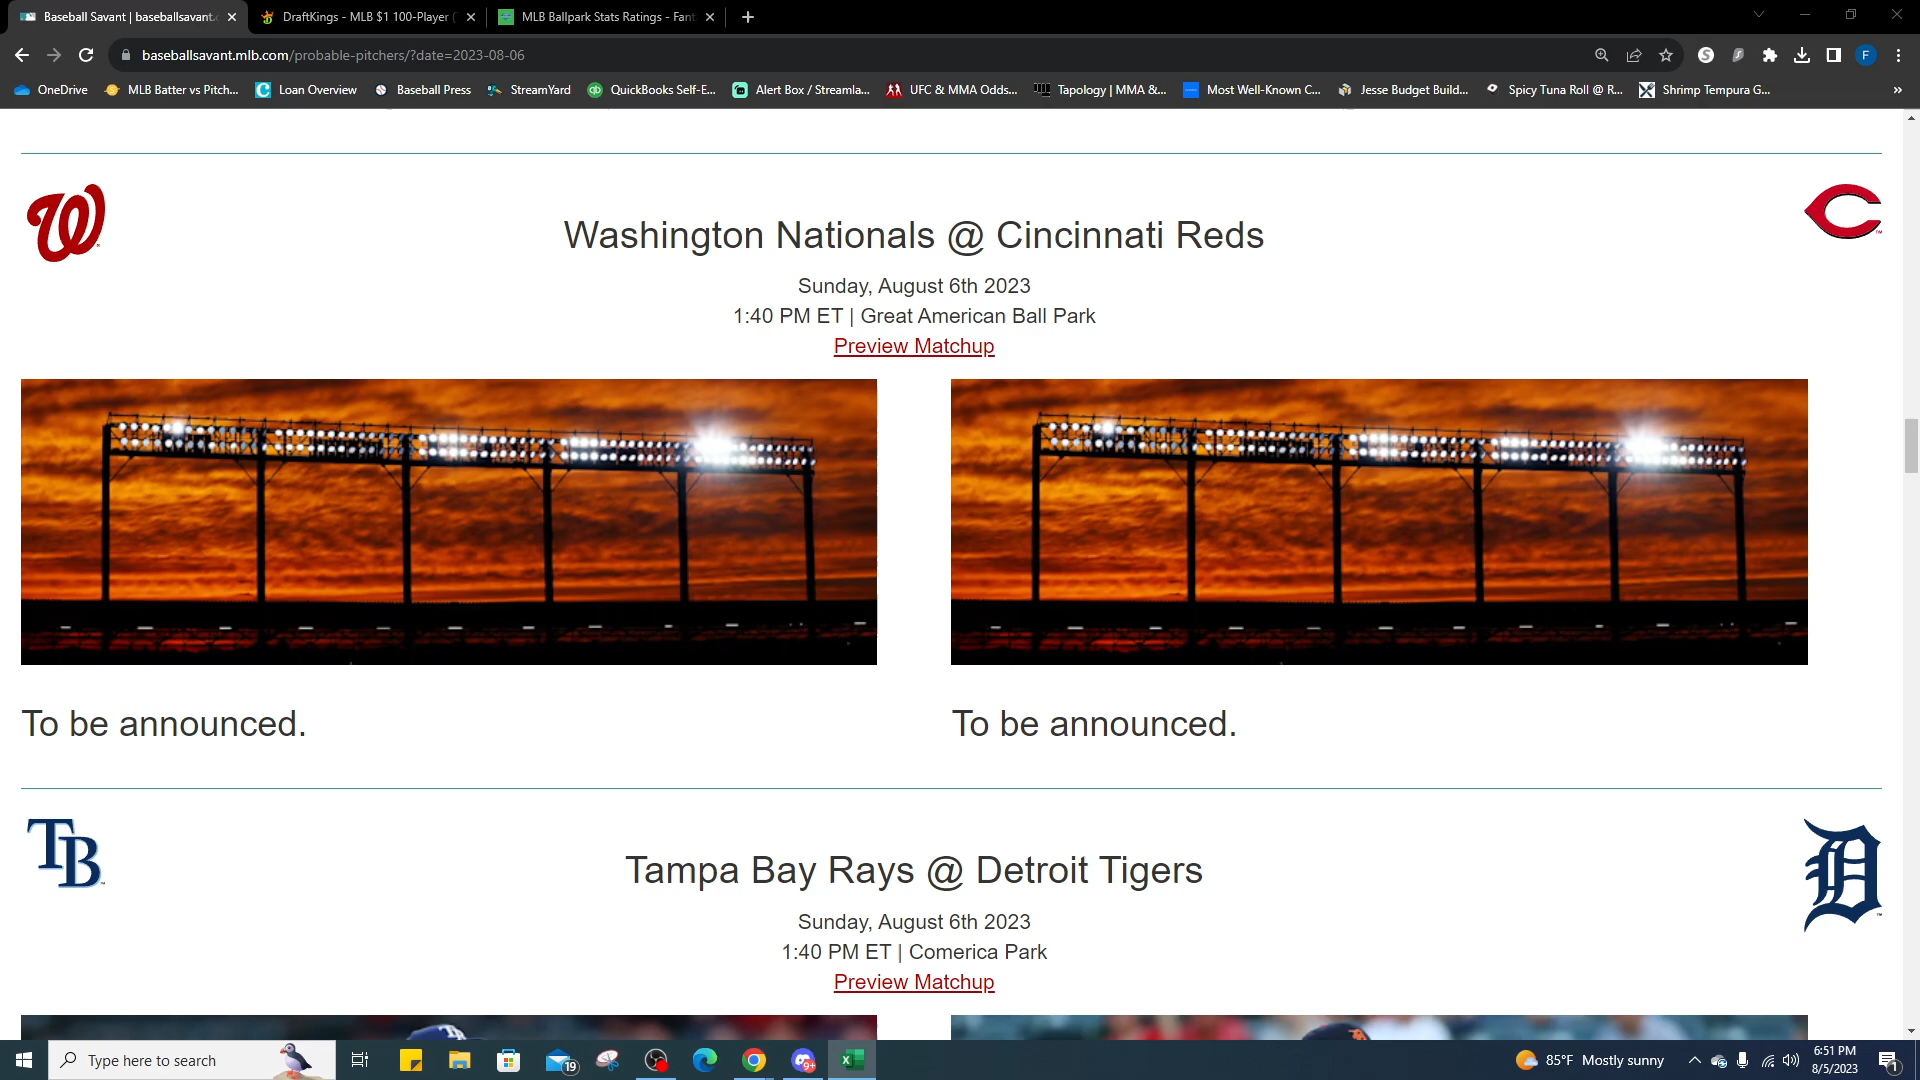 Baseball Savant | baseballsavant.
DraftKings - MLB $1 100-Player (
MLB Ballpark Stats Ratings - Fant
baseballsavant.mlb.com/probable-pitchers/?date=2023-08-06
F
OneDrive
MLB Batter vs Pitch...
Loan Overview
Baseball Press
StreamYard
QuickBooks Self-E...
Alert Box / Streamla...
UFC & MMA Odds...
Tapology | MMA &...
Most Well-Known C...
Jesse Budget Build...
Spicy Tuna Roll @ R...
Shrimp Tempura G...
»
W
C
Washington Nationals @ Cincinnati Reds
Sunday, August 6th 2023
1:40 PM ET | Great American Ball Park
Preview Matchup
To be announced.
To be announced.
TB
D
Tampa Bay Rays @ Detroit Tigers
Sunday, August 6th 2023
1:40 PM ET | Comerica Park
Preview Matchup
Type here to search
19
9+
85°F Mostly sunny
6:51 PM
8/5/2023
1